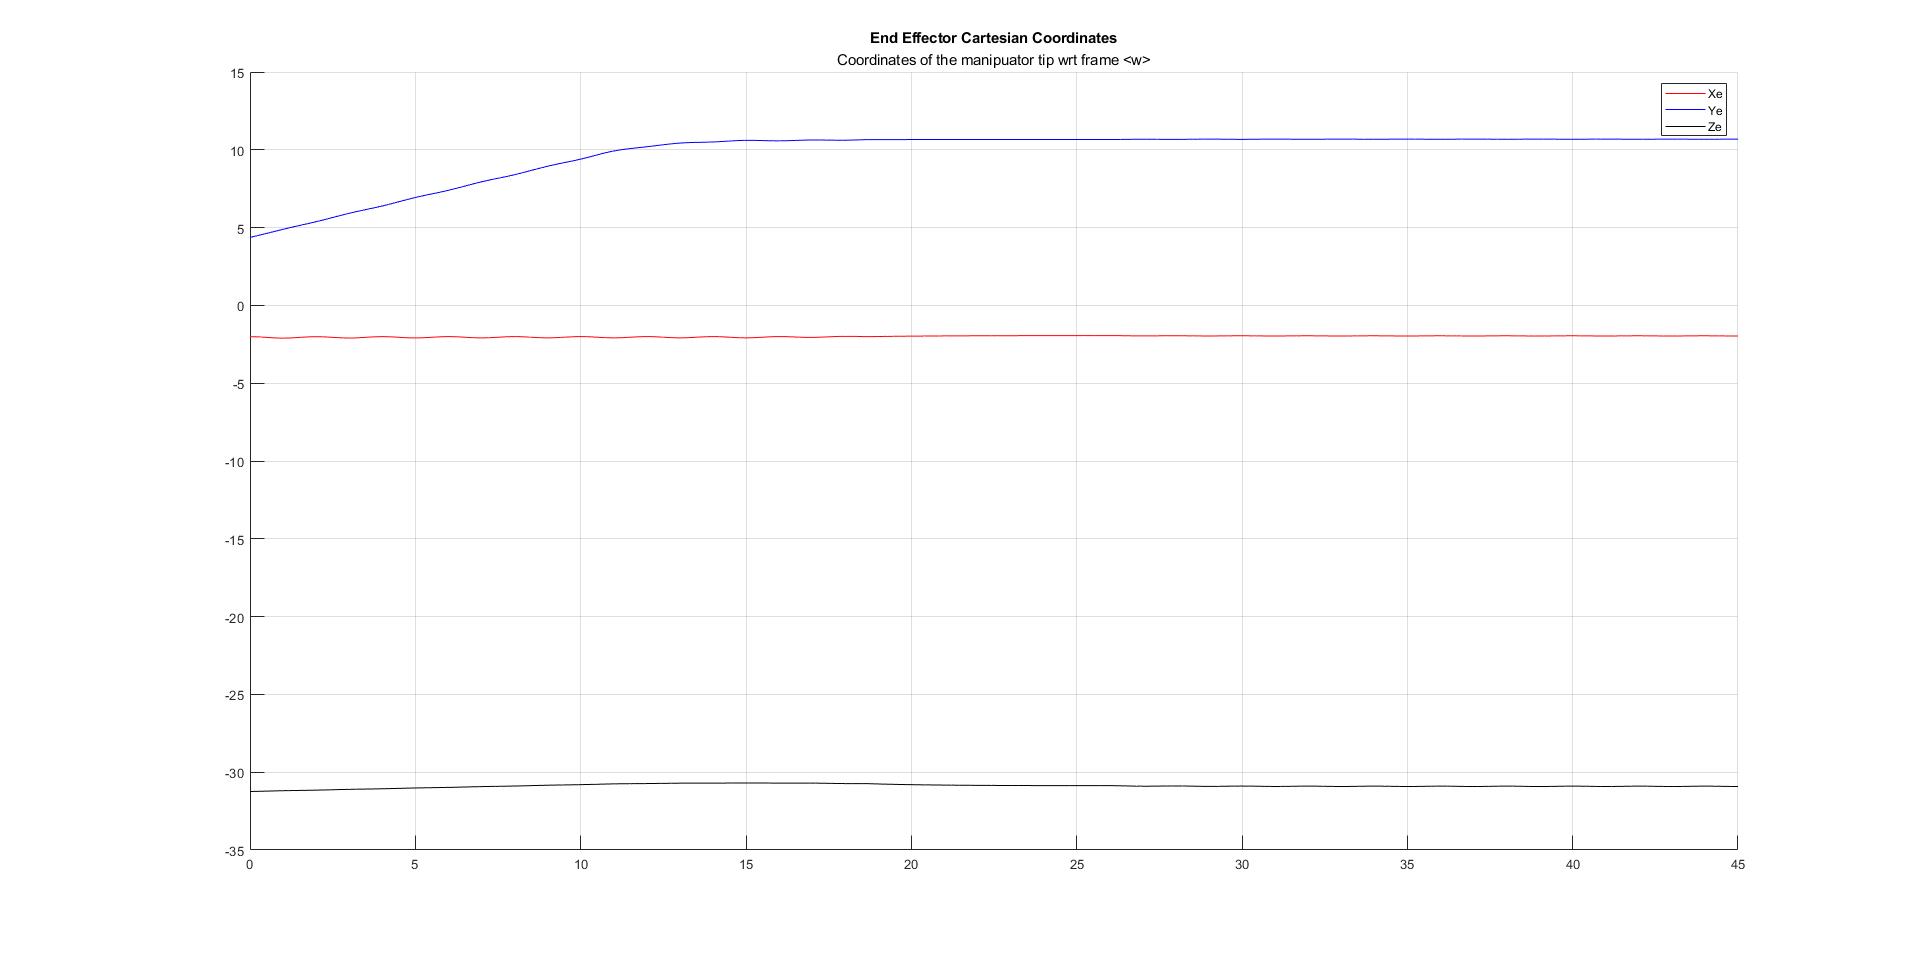 End Effector Cartesian Coordinates
Coordinates of the manipuator tip wrt frame <w>
15
10
5
0
-5
-10
-15
-20
-25
-30
-35
0 5 10 15 20 25 30 35 40 45
Xe
Ye
Ze